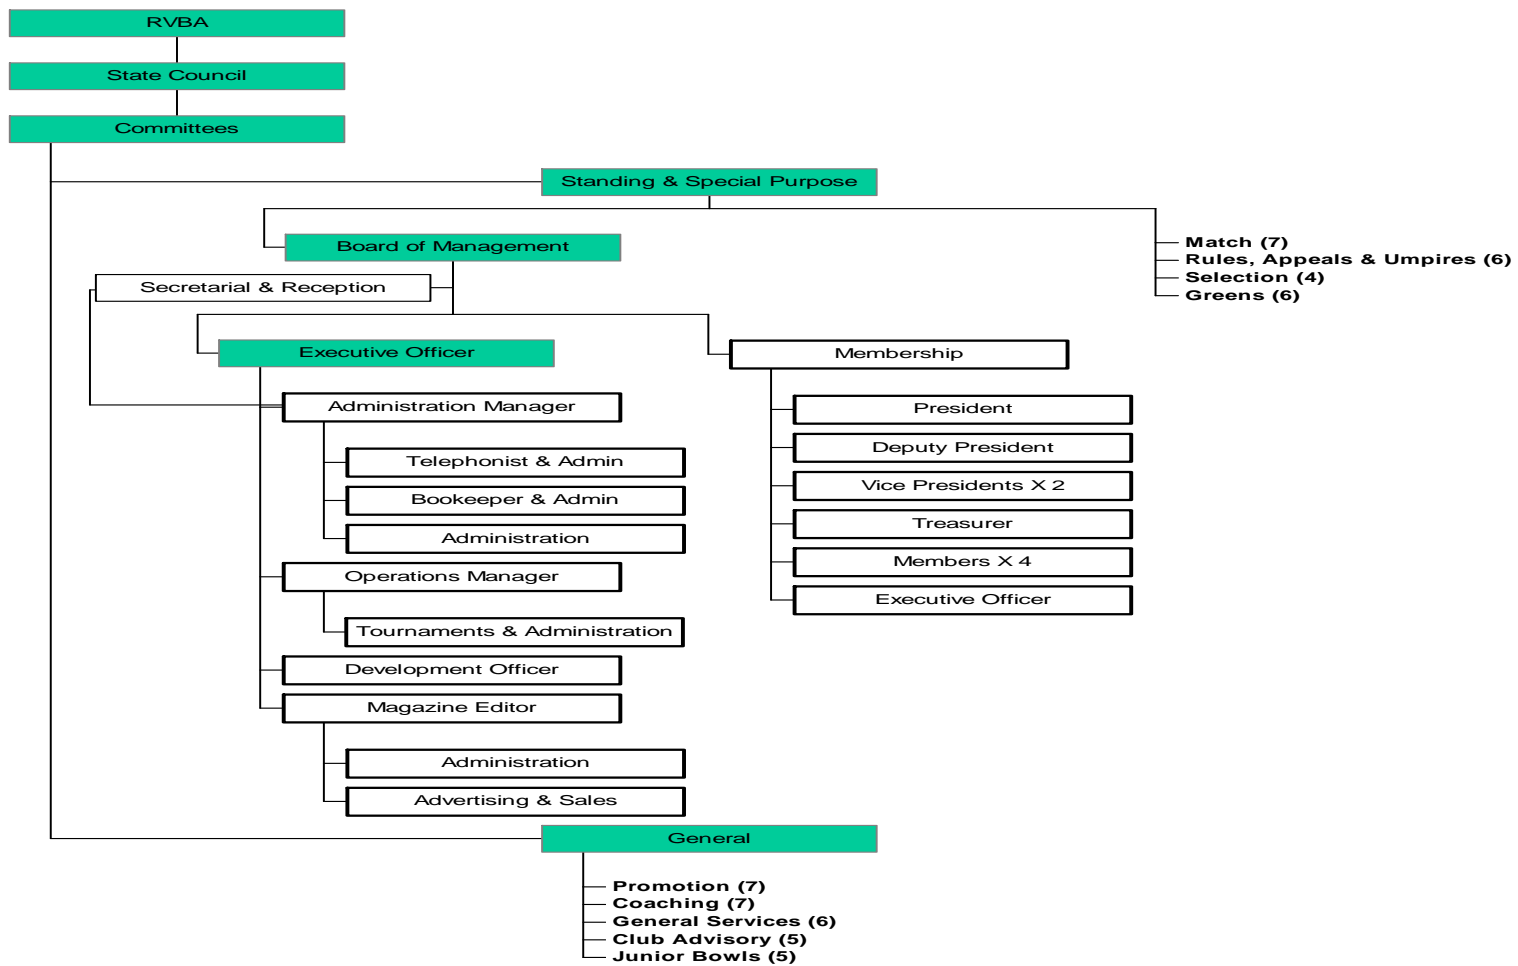 RVBA
State Council
Committees
Standing & Special Purpose
Board of Management
Match (7)
Rules, Appeals & Umpires (6)
Selection (4)
Greens (6)
Secretarial & Reception
Executive Officer
Membership
Administration Manager
Telephonist & Admin
Bookeeper & Admin
Administration
Operations Manager
Tournaments & Administration
Development Officer
Magazine Editor
Administration
Advertising & Sales
President
Deputy President
Vice Presidents X 2
Treasurer
Members X 4
Executive Officer
General
Promotion (7)
Coaching (7)
General Services (6)
Club Advisory (5)
Junior Bowls (5)